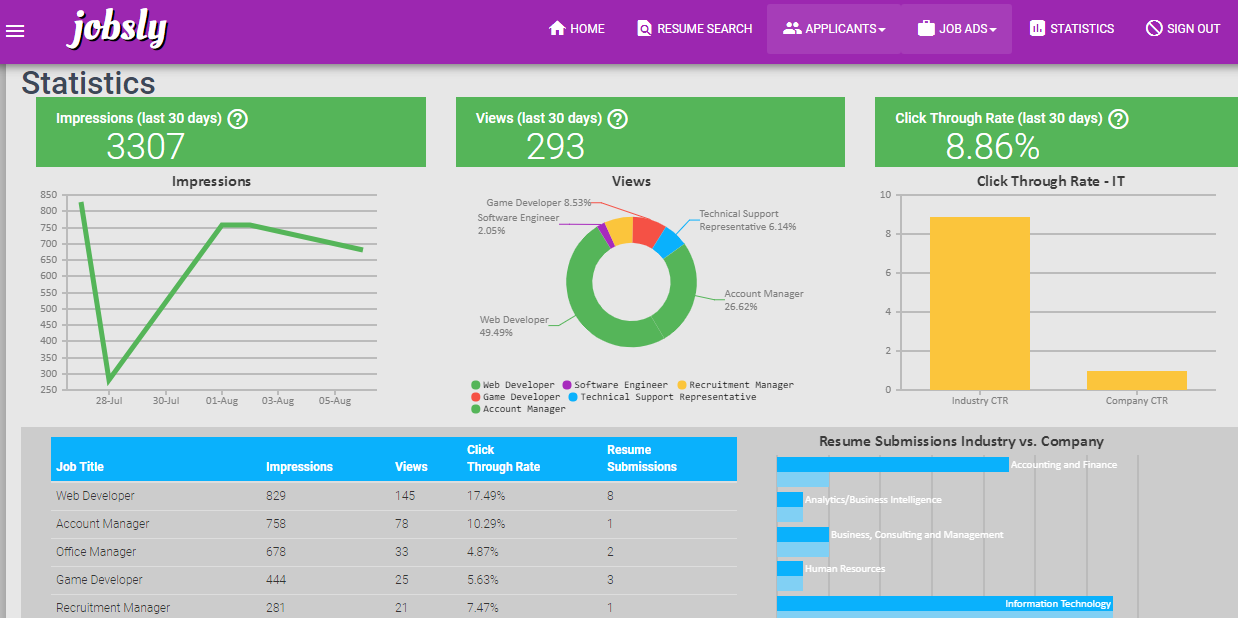 jobsly
HOME
RESUME SEARCH
APPLICANTS
JOB ADS
STATISTICS
SIGN OUT
Statistics
Impressions (last 30 days) ?
3307
Views (last 30 days) ?
293
Click Through Rate (last 30 days) ?
8.86%
Impressions
850
800
750
700
650
600
550
500
450
400
350
300
250
28-Jul
30-Jul
01-Aug
03-Aug
05-Aug
Views
Game Developer 8.53%
Software Engineer
2.05%
Technical Support
Representative 6.14%
Account Manager
26.62%
Web Developer
49.49%
Web Developer Software Engineer Recruitment Manager
Game Developer Technical Support Representative
Account Manager
Click Through Rate - IT
10
8
6
4
2
0
Industry CTR
Company CTR
Job Title Impressions Views Click Through Rate Resume Submissions
Web Developer 829 145 17.49% 8
Account Manager 758 78 10.29% 1
Office Manager 678 33 4.87% 2
Game Developer 444 25 5.63% 3
Recruitment Manager 281 21 7.47% 1
Resume Submissions Industry vs. Company
Accounting and Finance
Analytics/Business Intelligence
Business, Consulting and Management
Human Resources
Information Technology